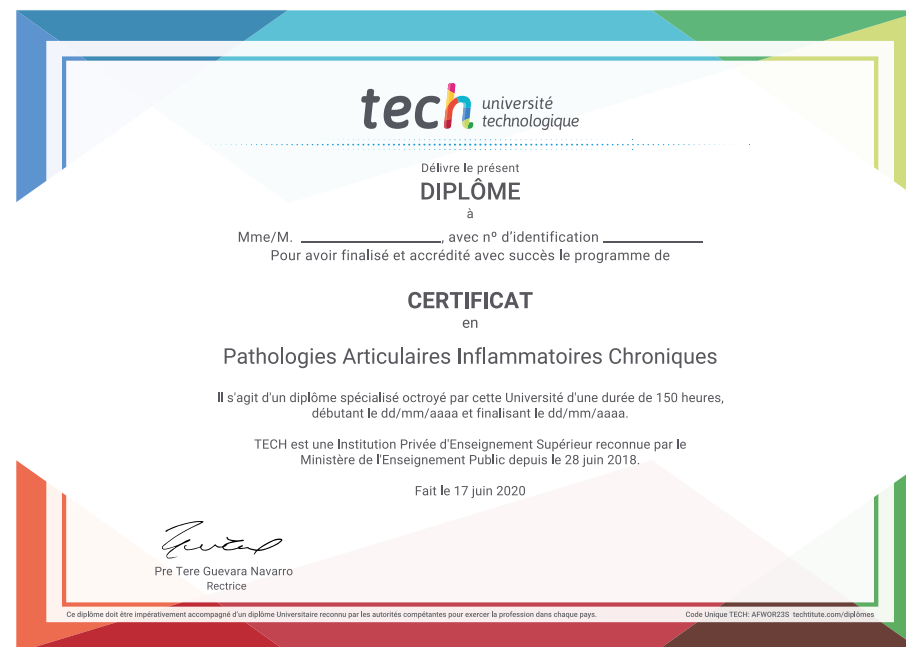 tech université
technologique
Délivre le présent
DIPLÔME
à
Mme/M. ____________________, avec nº d'identification ______________
Pour avoir finalisé et accrédité avec succès le programme de
CERTIFICAT
en
Pathologies Articulaires Inflammatoires Chroniques
Il s'agit d'un diplôme spécialisé octroyé par cette Université d'une durée de 150 heures,
débutant le dd/mm/aaaa et finalisant le dd/mm/aaaa.
TECH est une Institution Privée d'Enseignement Supérieur reconnue par le
Ministère de l'Enseignement Public depuis le 28 juin 2018.
Fait le 17 juin 2020
Pre Tere Guevara Navarro
Rectrice
Ce diplôme doit être impérativement accompagné d'un diplôme Universitaire reconnu par les autorités compétentes pour exercer la profession dans chaque pays.
Code Unique TECH: AFWOR23S techtitute.com/diplômes